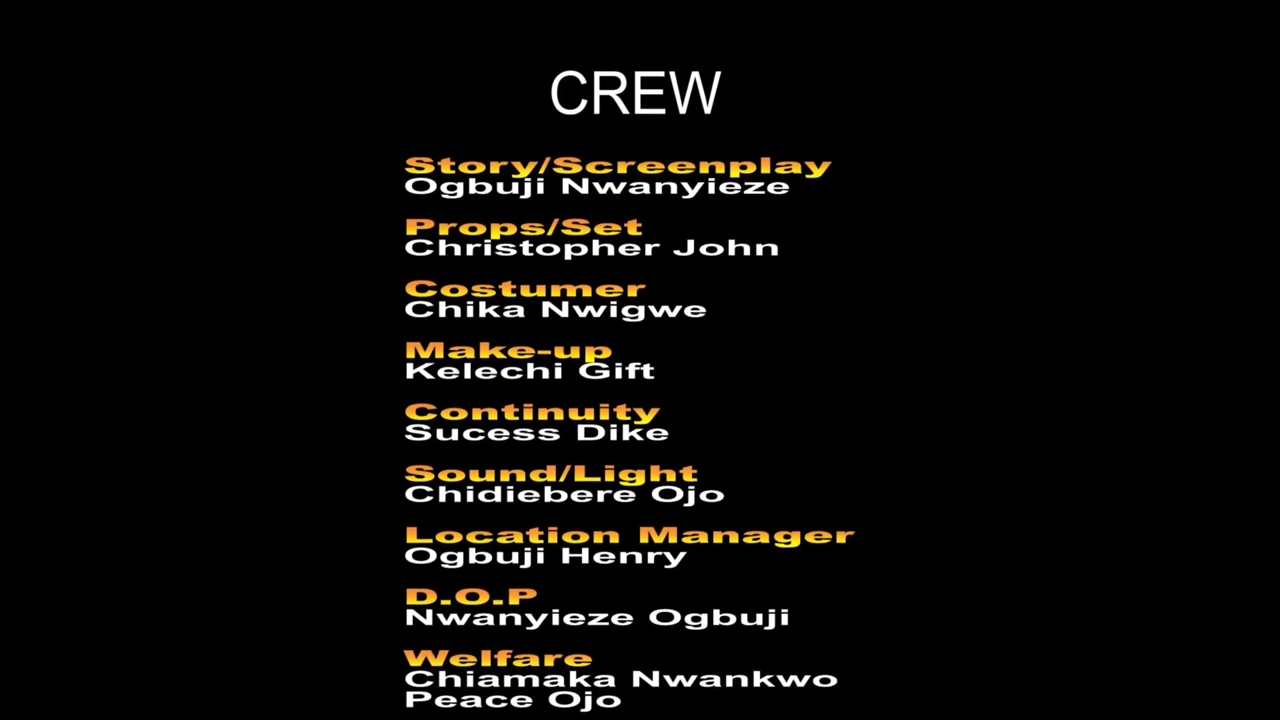 CREW
Story/Screenplay
Ogbuji Nwanyieze
Props/Set
Christopher John
Costumer
Chika Nwigwe
Make-up
Kelechi Gift
Continuity
Sucess Dike
Sound/Light
Chidiebere Ojo
Location Manager
Ogbuji Henry
D.O.P
Nwanyieze Ogbuji
Welfare
Chiamaka Nwankwo
Peace Ojo